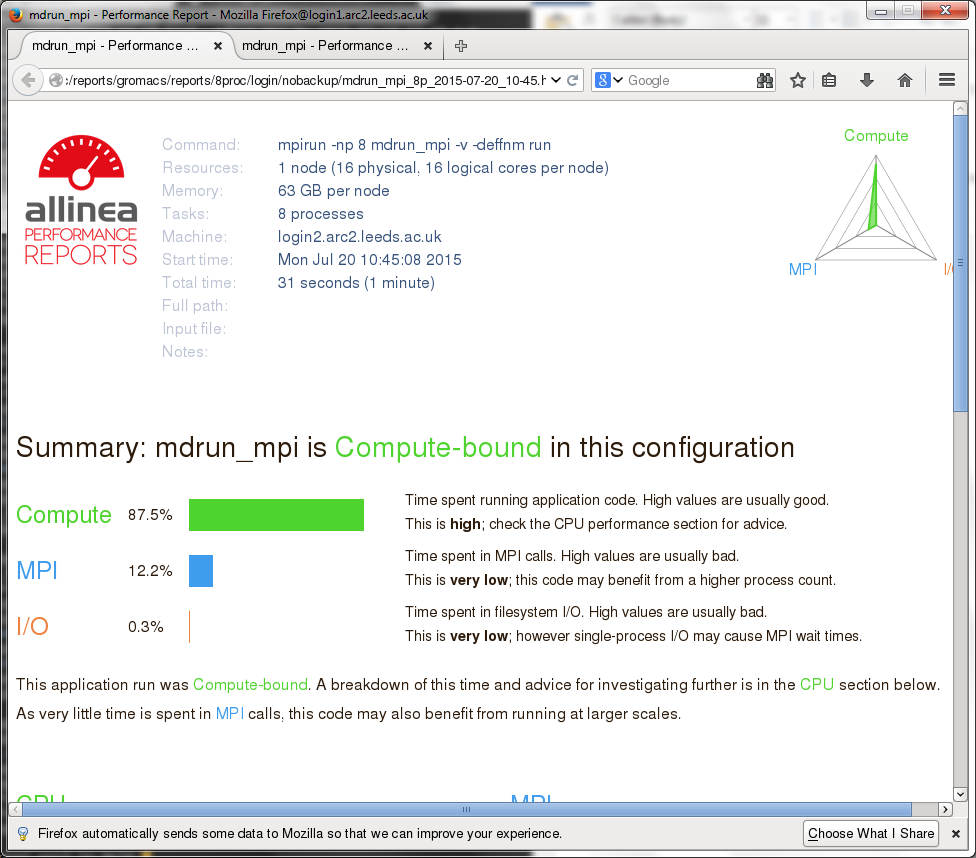 mdrun_mpi - Performance Report - Mozilla Firefox@login1.arc2.leeds.ac.uk
mdrun_mpi - Performance ... mdrun_mpi - Performance ...
:/reports/gromacs/reports/8proc/login/nobackup/mdrun_mpi_8p_2015-07-20_10-45.h
8 Google
allinea
PERFORMANCE
REPORTS
Command: mpirun -np 8 mdrun_mpi -v -deffnm run
Resources: 1 node (16 physical, 16 logical cores per node)
Memory: 63 GB per node
Tasks: 8 processes
Machine: login2.arc2.leeds.ac.uk
Start time: Mon Jul 20 10:45:08 2015
Total time: 31 seconds (1 minute)
Full path:
Input file:
Notes:
Compute
MPI
I/O
Summary: mdrun_mpi is Compute-bound in this configuration
Compute 87.5% Time spent running application code. High values are usually good.
This is high; check the CPU performance section for advice.
MPI 12.2% Time spent in MPI calls. High values are usually bad.
This is very low; this code may benefit from a higher process count.
I/O 0.3% Time spent in filesystem I/O. High values are usually bad.
This is very low; however single-process I/O may cause MPI wait times.
This application run was Compute-bound. A breakdown of this time and advice for investigating further is in the CPU section below.
As very little time is spent in MPI calls, this code may also benefit from running at larger scales.
CPU MPI
Firefox automatically sends some data to Mozilla so that we can improve your experience. Choose What I Share